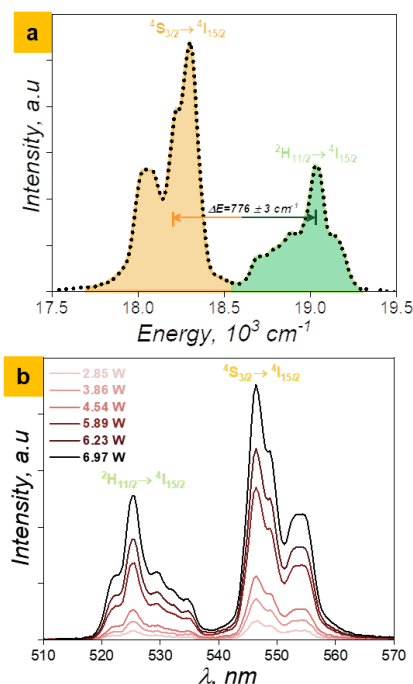 a
⁴S₃/₂→⁴I₁₅/₂
²H₁₁/₂→⁴I₁₅/₂
ΔE=776 ± 3 cm⁻¹
Intensity, a.u
17.5 18.0 18.5 19.0 19.5
Energy, 10³ cm⁻¹
b
2.85 W
3.86 W
4.54 W
5.89 W
6.23 W
6.97 W
⁴S₃/₂→⁴I₁₅/₂
²H₁₁/₂→⁴I₁₅/₂
Intensity, a.u
510 520 530 540 550 560 570
λ, nm